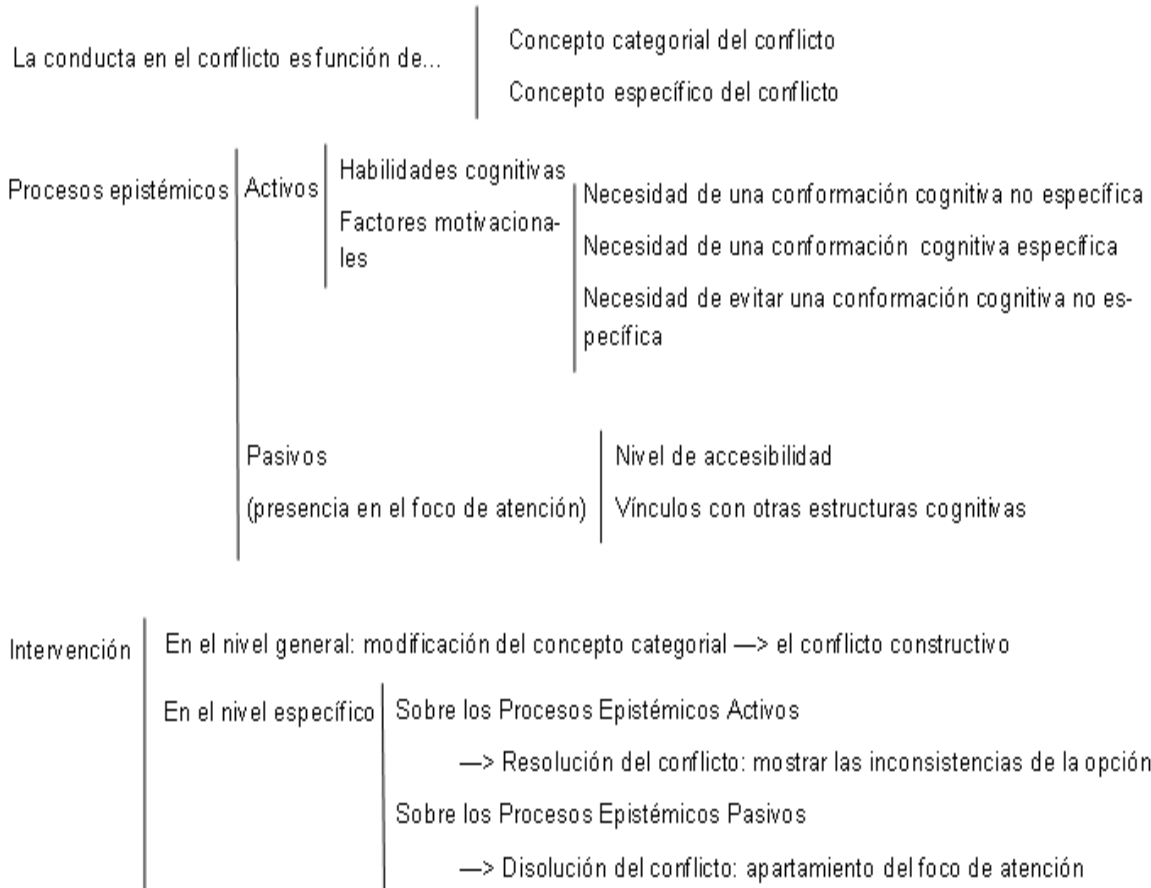 La conducta en el conflicto es función de...
Concepto categorial del conflicto
Concepto específico del conflicto
Procesos epistémicos
Activos
Habilidades cognitivas
Factores motivaciona-
les
Necesidad de una conformación cognitiva no específica
Necesidad de una conformación cognitiva específica
Necesidad de evitar una conformación cognitiva no es-
pecífica
Pasivos
(presencia en el foco de atención)
Nivel de accesibilidad
Vínculos con otras estructuras cognitivas
Intervención
En el nivel general: modificación del concepto categorial —> el conflicto constructivo
En el nivel específico
Sobre los Procesos Epistémicos Activos
—> Resolución del conflicto: mostrar las inconsistencias de la opción
Sobre los Procesos Epistémicos Pasivos
—> Disolución del conflicto: apartamiento del foco de atención